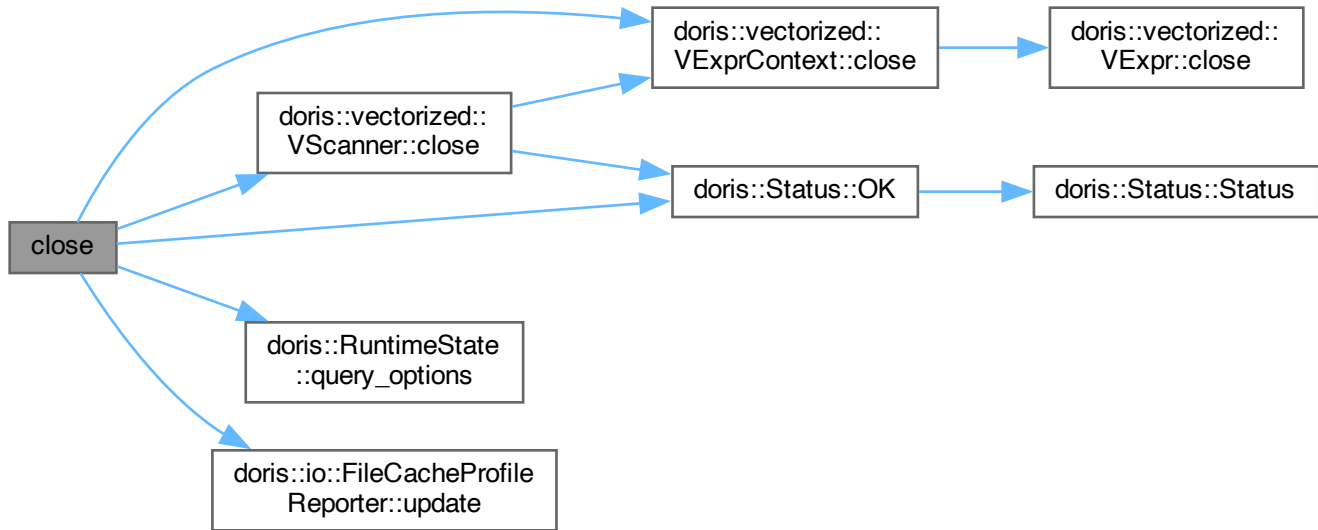 close
doris::vectorized::
VExprContext::close
doris::vectorized::
VExpr::close
doris::vectorized::
VScanner::close
doris::Status::OK
doris::Status::Status
doris::RuntimeState
::query_options
doris::io::FileCacheProfile
Reporter::update